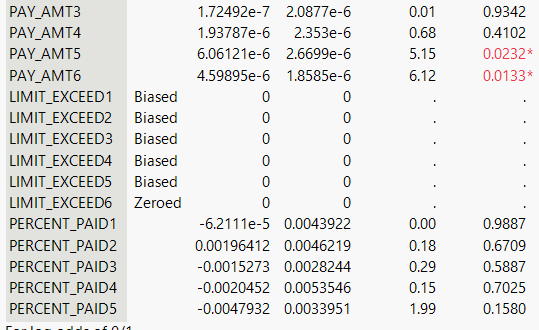 PAY_AMT3 1.72492e-7 2.0877e-6 0.01 0.9342
PAY_AMT4 1.93787e-6 2.353e-6 0.68 0.4102
PAY_AMT5 6.06121e-6 2.6699e-6 5.15 0.0232*
PAY_AMT6 4.59895e-6 1.8585e-6 6.12 0.0133*
LIMIT_EXCEED1 Biased 0 0 . .
LIMIT_EXCEED2 Biased 0 0 . .
LIMIT_EXCEED3 Biased 0 0 . .
LIMIT_EXCEED4 Biased 0 0 . .
LIMIT_EXCEED5 Biased 0 0 . .
LIMIT_EXCEED6 Zeroed 0 0 . .
PERCENT_PAID1 -6.2111e-5 0.0043922 0.00 0.9887
PERCENT_PAID2 0.00196412 0.0046219 0.18 0.6709
PERCENT_PAID3 -0.0015273 0.0028244 0.29 0.5887
PERCENT_PAID4 -0.0020452 0.0053546 0.15 0.7025
PERCENT_PAID5 -0.0047932 0.0033951 1.99 0.1580
For log odds of 0/1